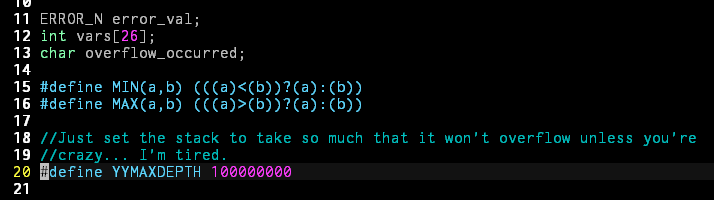 10
11 ERROR_N error_val;
12 int vars[26];
13 char overflow_occurred;
14
15 #define MIN(a,b) (((a)<(b))?(a):(b))
16 #define MAX(a,b) (((a)>(b))?(a):(b))
17
18 //Just set the stack to take so much that it won't overflow unless you're
19 //crazy... I'm tired.
20 #define YYMAXDEPTH 100000000
21